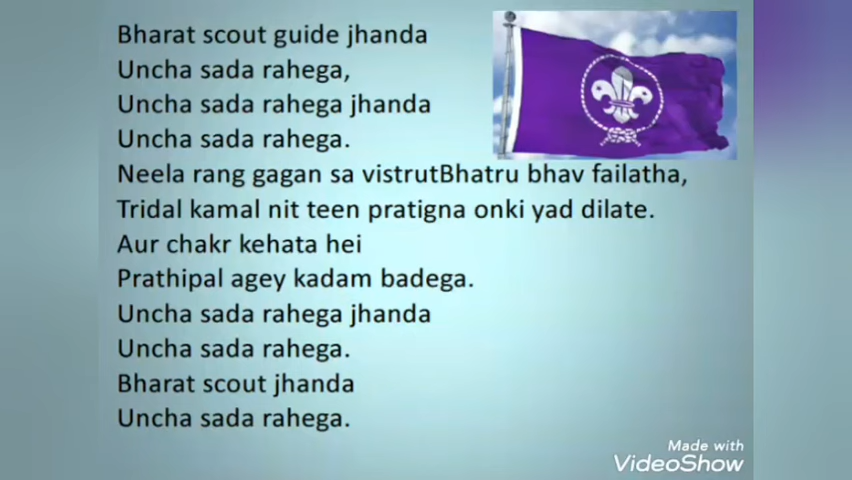 Bharat scout guide jhanda
Uncha sada rahega,
Uncha sada rahega jhanda
Uncha sada rahega.
Neela rang gagan sa vistrutBhatru bhav failatha,
Tridal kamal nit teen pratigna onki yad dilate.
Aur chakr kehata hei
Prathipal agey kadam badega.
Uncha sada rahega jhanda
Uncha sada rahega.
Bharat scout jhanda
Uncha sada rahega.
Made with
VideoShow